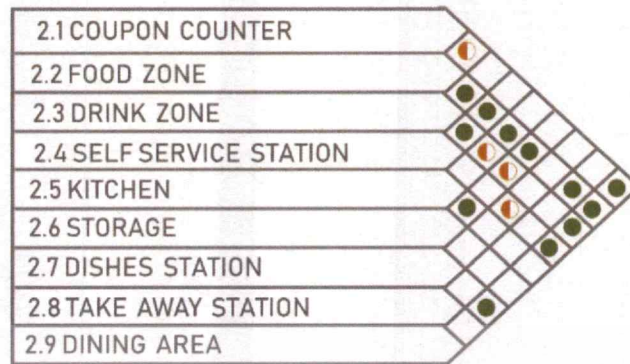 2.1 COUPON COUNTER
2.2 FOOD ZONE
2.3 DRINK ZONE
2.4 SELF SERVICE STATION
2.5 KITCHEN
2.6 STORAGE
2.7 DISHES STATION
2.8 TAKE AWAY STATION
2.9 DINING AREA